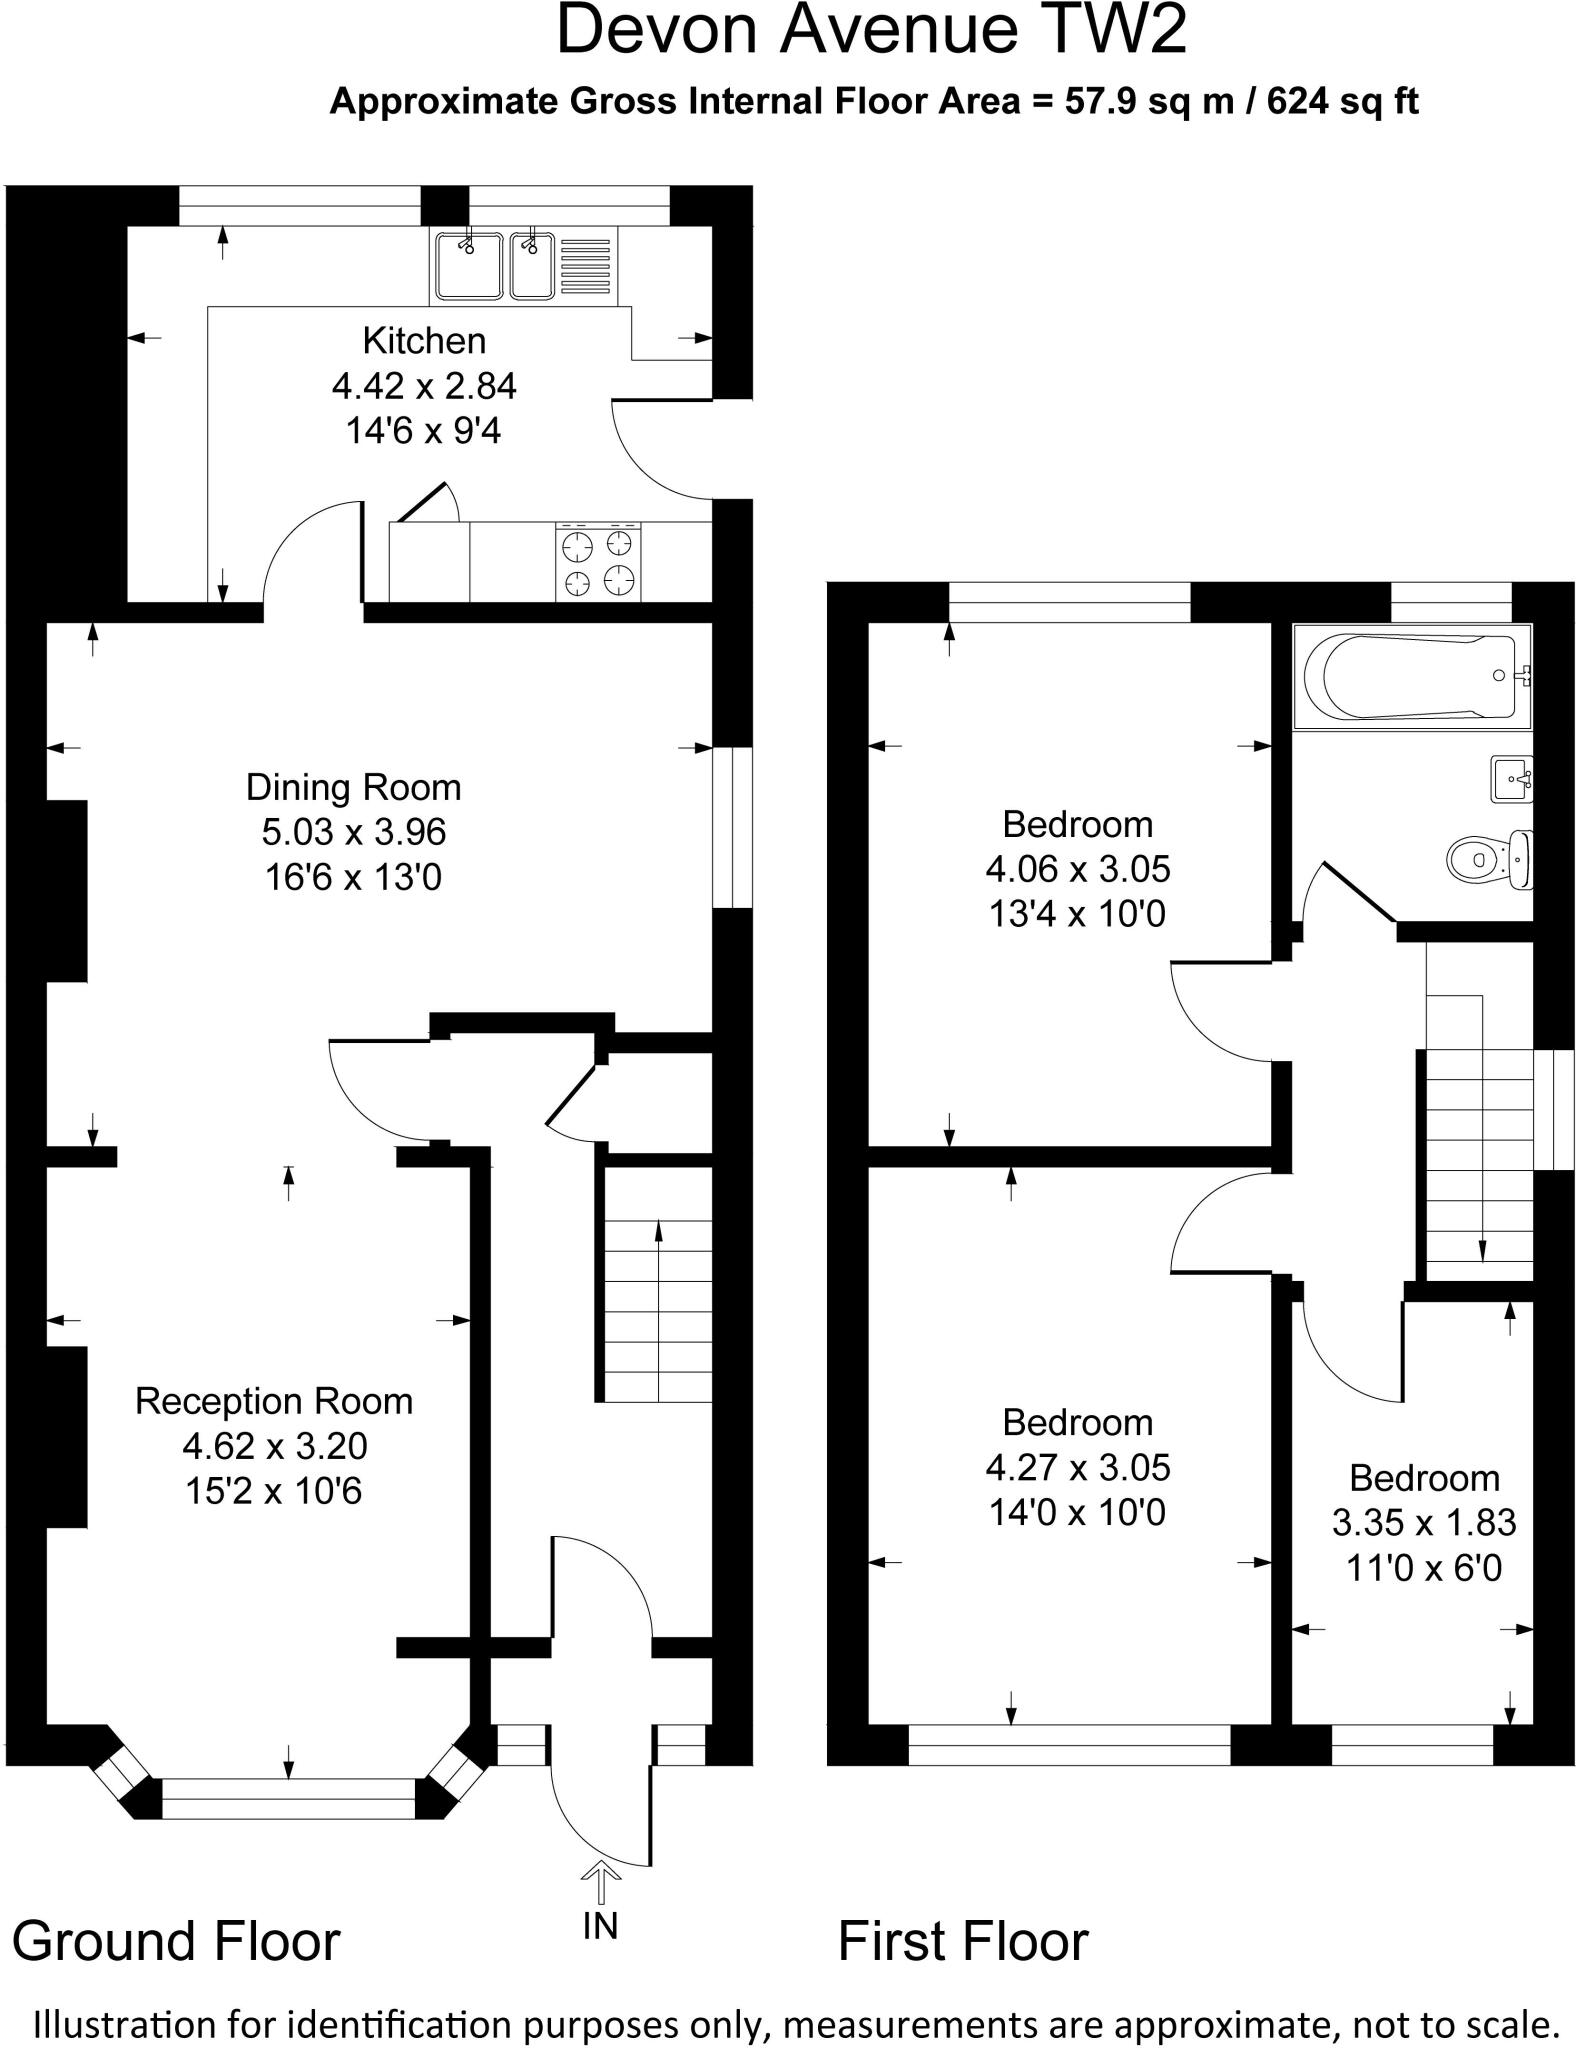 Devon Avenue TW2
Approximate Gross Internal Floor Area = 57.9 sq m / 624 sq ft
Kitchen
4.42 x 2.84
14'6 x 9'4
Dining Room
5.03 x 3.96
16'6 x 13'0
Reception Room
4.62 x 3.20
15'2 x 10'6
IN
Ground Floor
Bedroom
4.06 x 3.05
13'4 x 10'0
Bedroom
4.27 x 3.05
14'0 x 10'0
Bedroom
3.35 x 1.83
11'0 x 6'0
First Floor
Illustration for identification purposes only, measurements are approximate, not to scale.